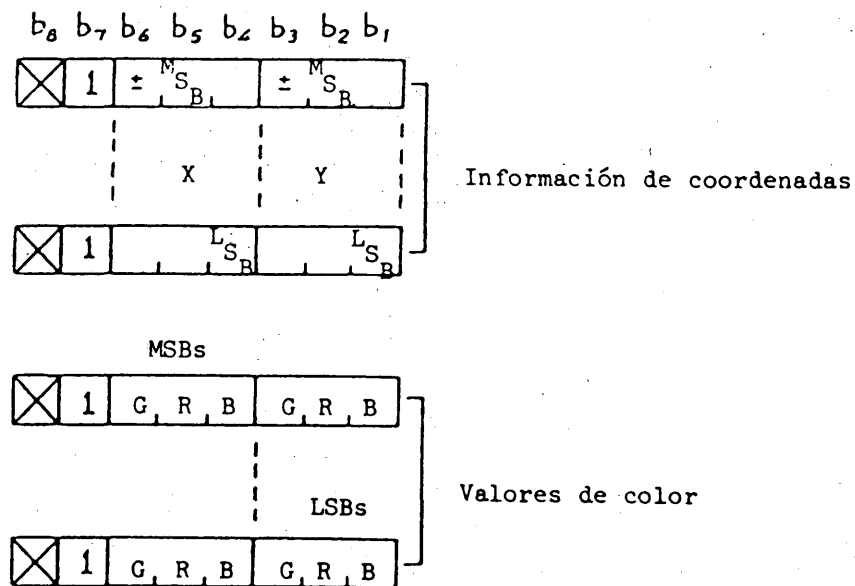 b8 b7 b6 b5 b4 b3 b2 b1
1 ± MSB ± MSB
X Y
Información de coordenadas
1 LSB LSB
MSBs
1 G R B G R B
LSBs
Valores de color
1 G R B G R B